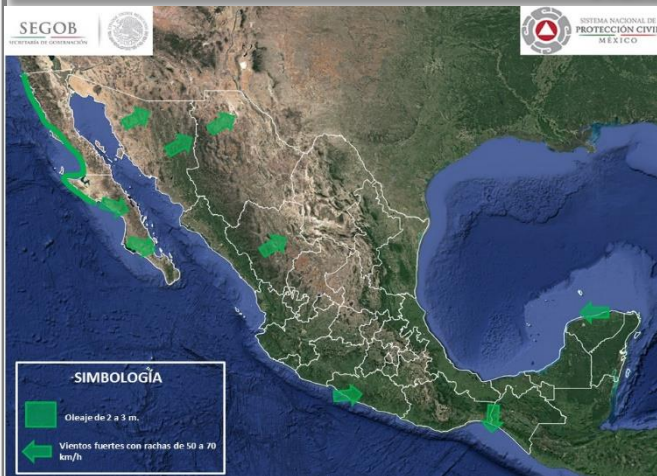 SEGOB
SECRETARÍA DE GOBERNACIÓN
SISTEMA NACIONAL DE
PROTECCIÓN CIVIL
MÉXICO
SIMBOLOGÍA
Oleaje de 2 a 3 m.
Vientos fuertes con rachas de 50 a 70
km/h